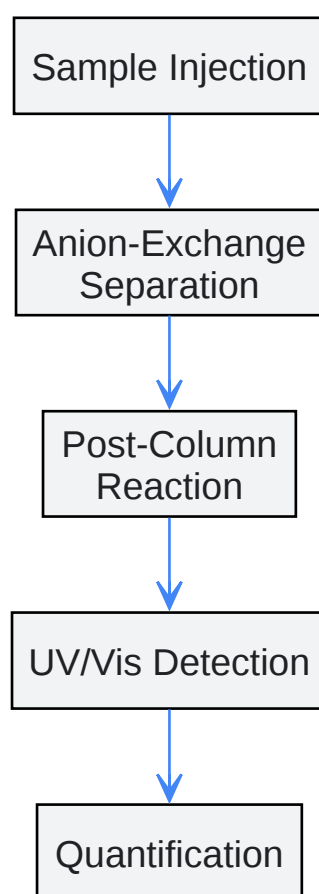 Sample Injection
Anion-Exchange
Separation
Post-Column
Reaction
UV/Vis Detection
Quantification